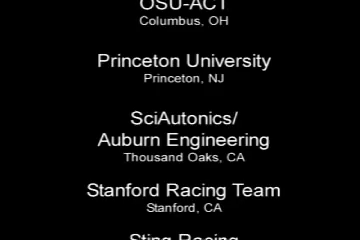 OSU-ACT
Columbus, OH
Princeton University
Princeton, NJ
SciAutonics/
Auburn Engineering
Thousand Oaks, CA
Stanford Racing Team
Stanford, CA
Sting Racing